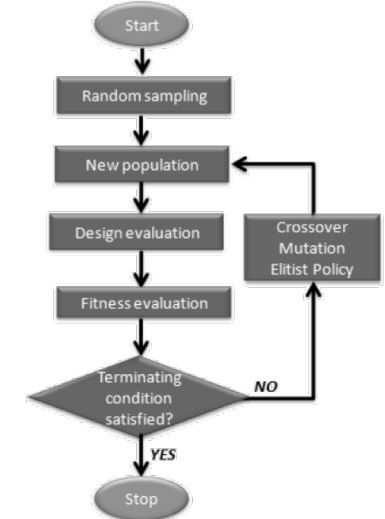 Start
Random sampling
New population
Design evaluation
Crossover
Mutation
Elitist Policy
Fitness evaluation
Terminating
condition
satisfied?
NO
YES
Stop